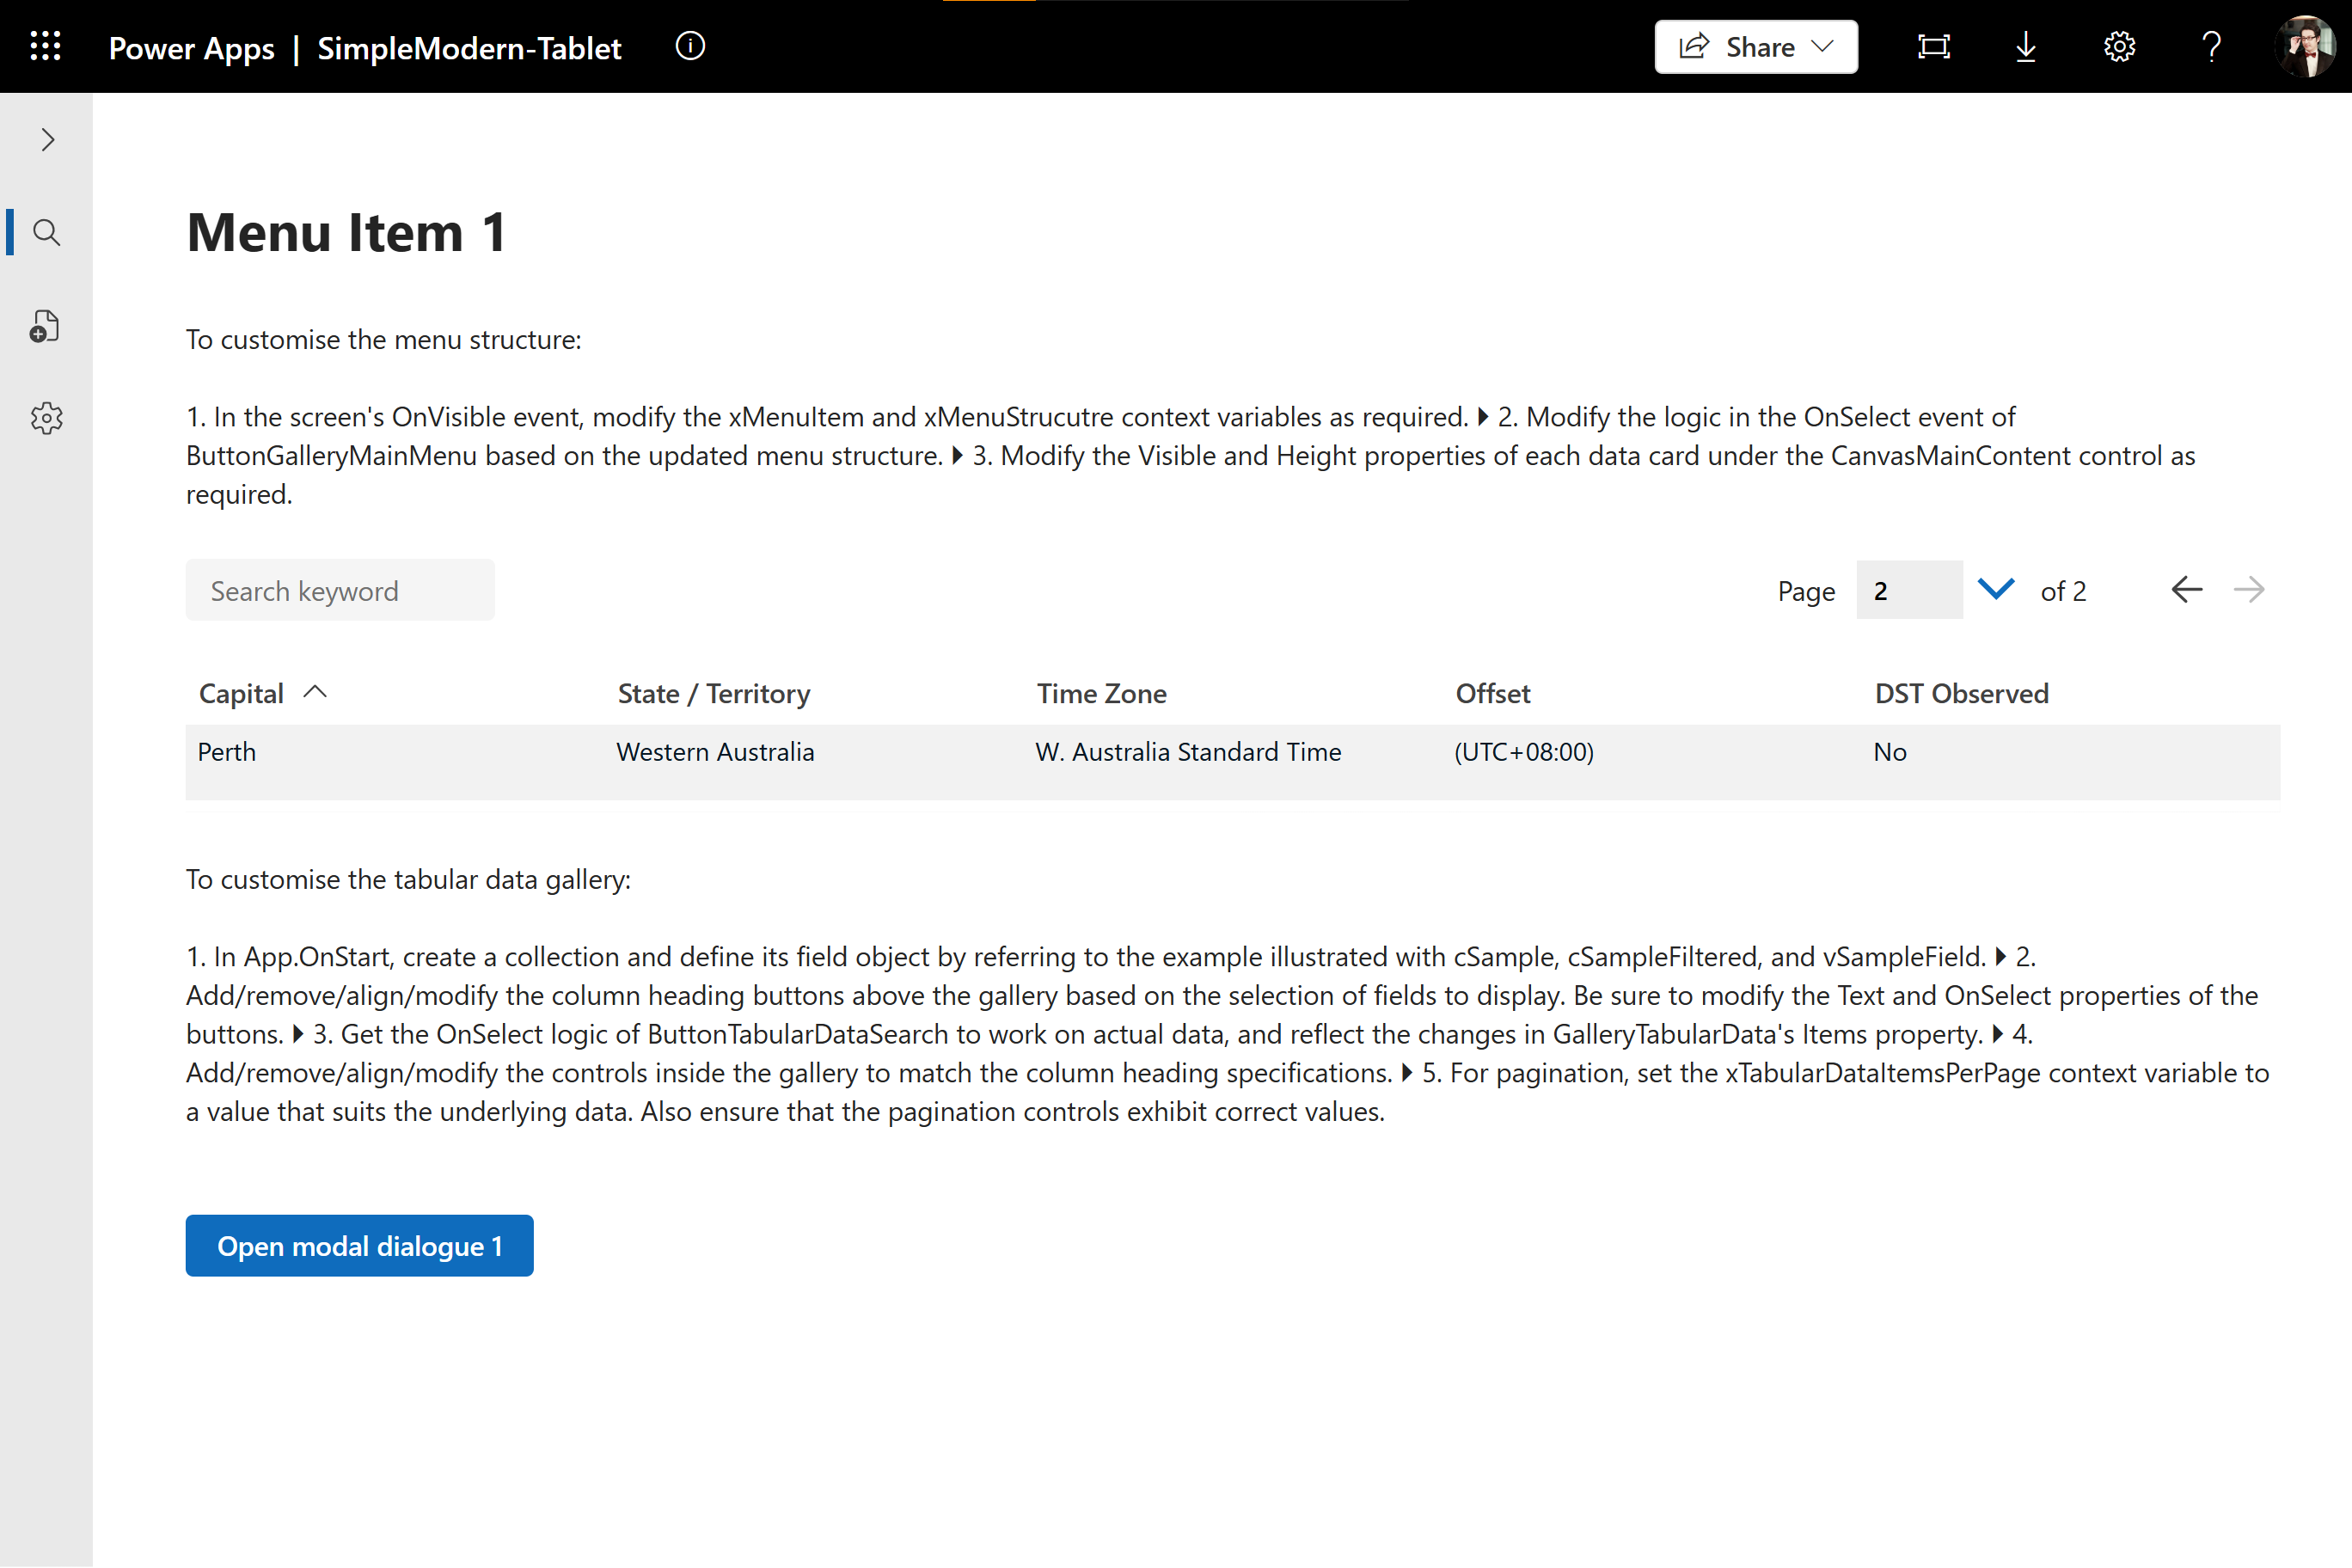 Power Apps | SimpleModern-Tablet
Share
Menu Item 1
To customise the menu structure:
1. In the screen's OnVisible event, modify the xMenuItem and xMenuStrucutre context variables as required. 2. Modify the logic in the OnSelect event of
ButtonGalleryMainMenu based on the updated menu structure. 3. Modify the Visible and Height properties of each data card under the CanvasMainContent control as
required.
Search keyword
Page 2 of 2
Capital State / Territory Time Zone Offset DST Observed
Perth Western Australia W. Australia Standard Time (UTC+08:00) No
To customise the tabular data gallery:
1. In App.OnStart, create a collection and define its field object by referring to the example illustrated with cSample, cSampleFiltered, and vSampleField. 2.
Add/remove/align/modify the column heading buttons above the gallery based on the selection of fields to display. Be sure to modify the Text and OnSelect properties of the
buttons. 3. Get the OnSelect logic of ButtonTabularDataSearch to work on actual data, and reflect the changes in GalleryTabularData's Items property. 4.
Add/remove/align/modify the controls inside the gallery to match the column heading specifications. 5. For pagination, set the xTabularDataItemsPerPage context variable to
a value that suits the underlying data. Also ensure that the pagination controls exhibit correct values.
Open modal dialogue 1